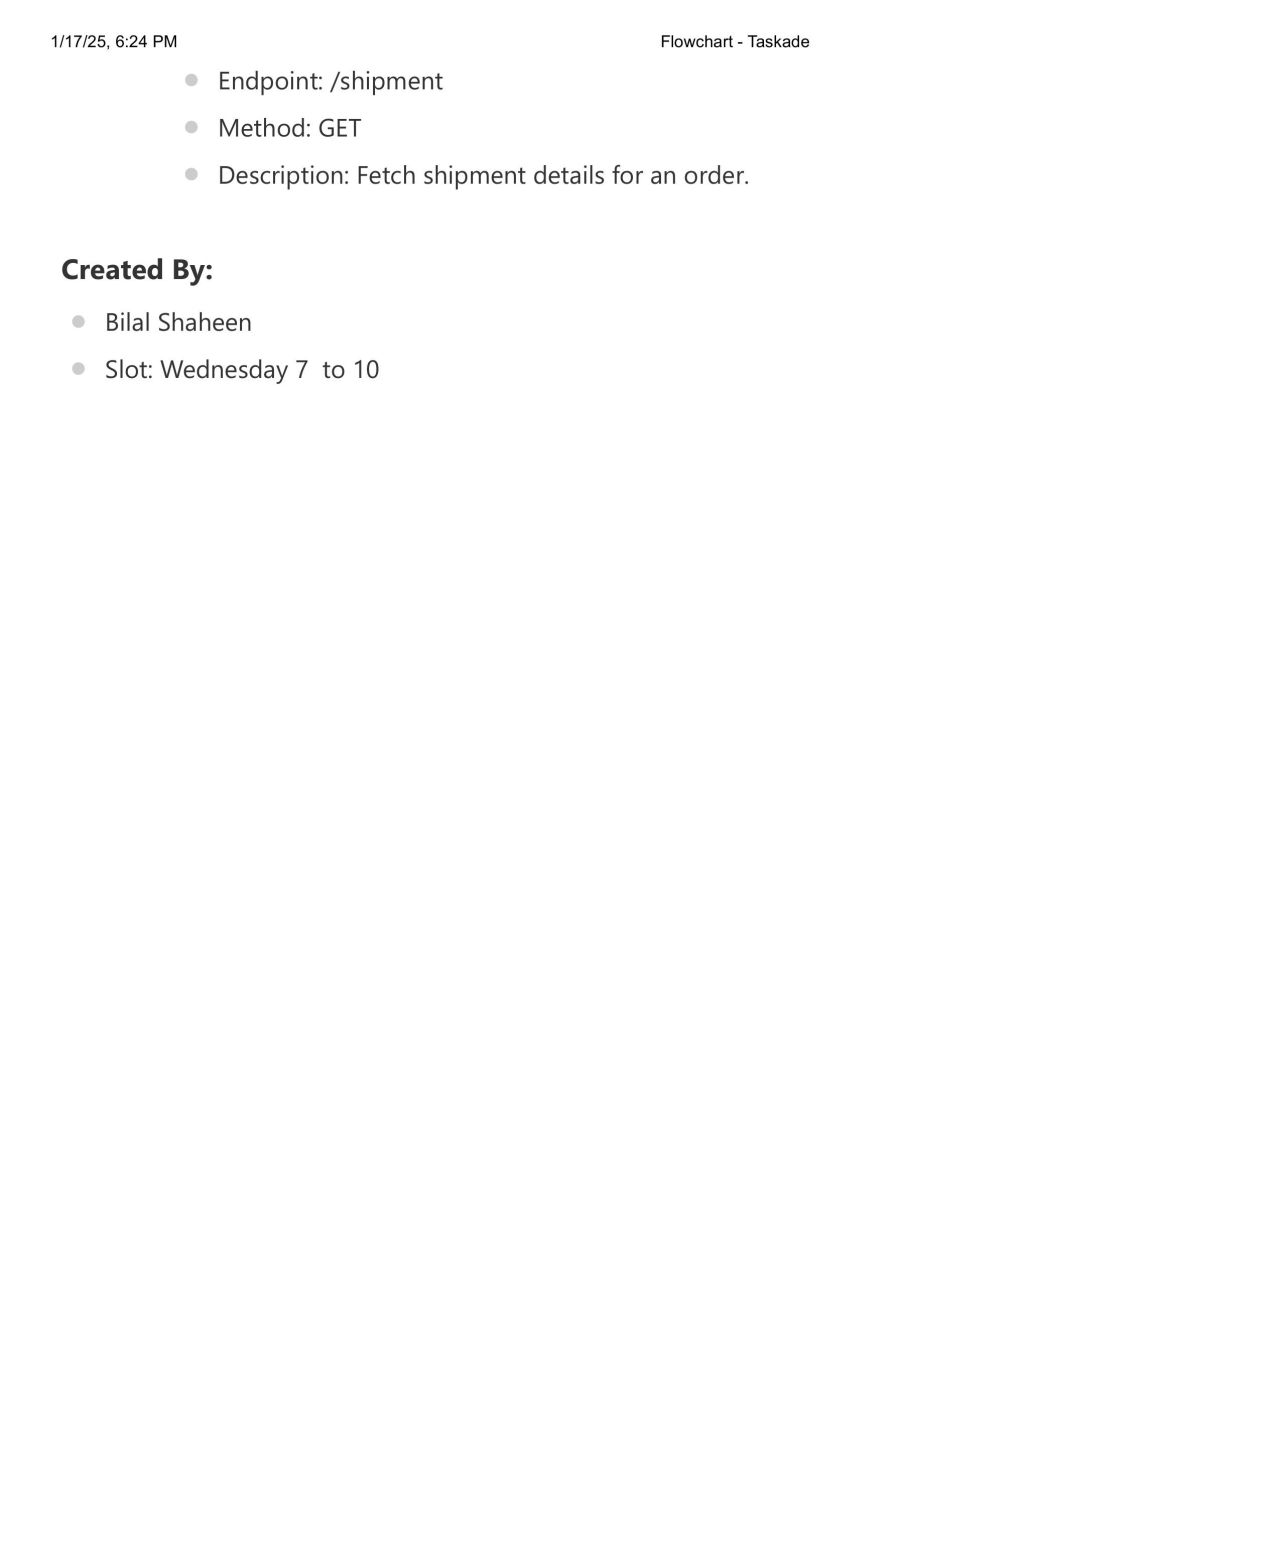 1/17/25, 6:24 PM Flowchart - Taskade
Endpoint: /shipment
Method: GET
Description: Fetch shipment details for an order.
Created By:
Bilal Shaheen
Slot: Wednesday 7  to 10